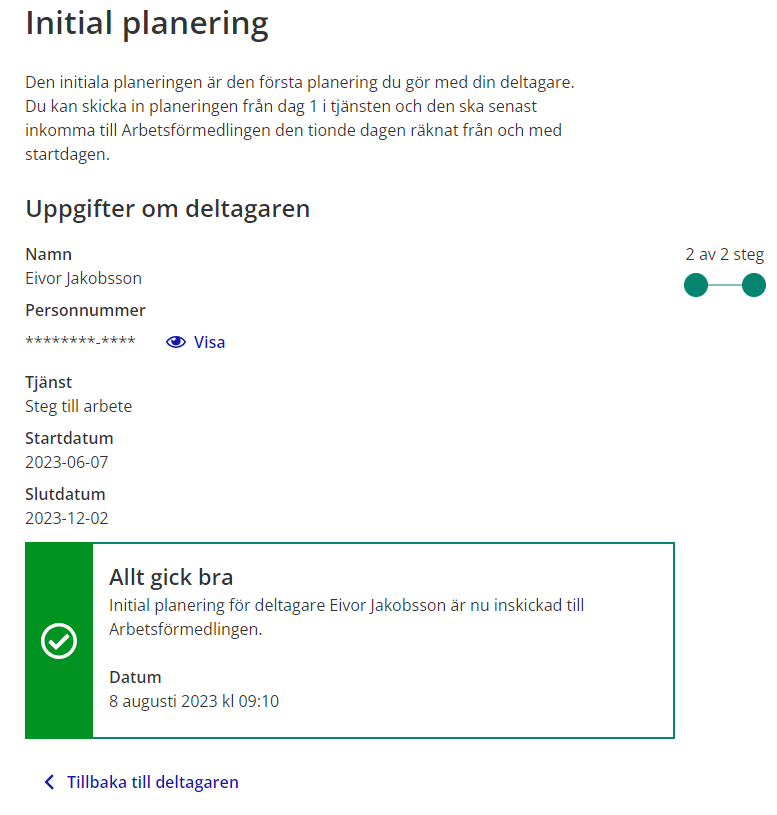 Initial planering
Den initiala planeringen är den första planering du gör med din deltagare.
Du kan skicka in planeringen från dag 1 i tjänsten och den ska senast
inkomma till Arbetsförmedlingen den tionde dagen räknat från och med
startdagen.
Uppgifter om deltagaren
2 av 2 steg
Namn
Eivor Jakobsson
Personnummer
********-**** Visa
Tjänst
Steg till arbete
Startdatum
2023-06-07
Slutdatum
2023-12-02
Allt gick bra
Initial planering för deltagare Eivor Jakobsson är nu inskickad till
Arbetsförmedlingen.
Datum
8 augusti 2023 kl 09:10
Tillbaka till deltagaren